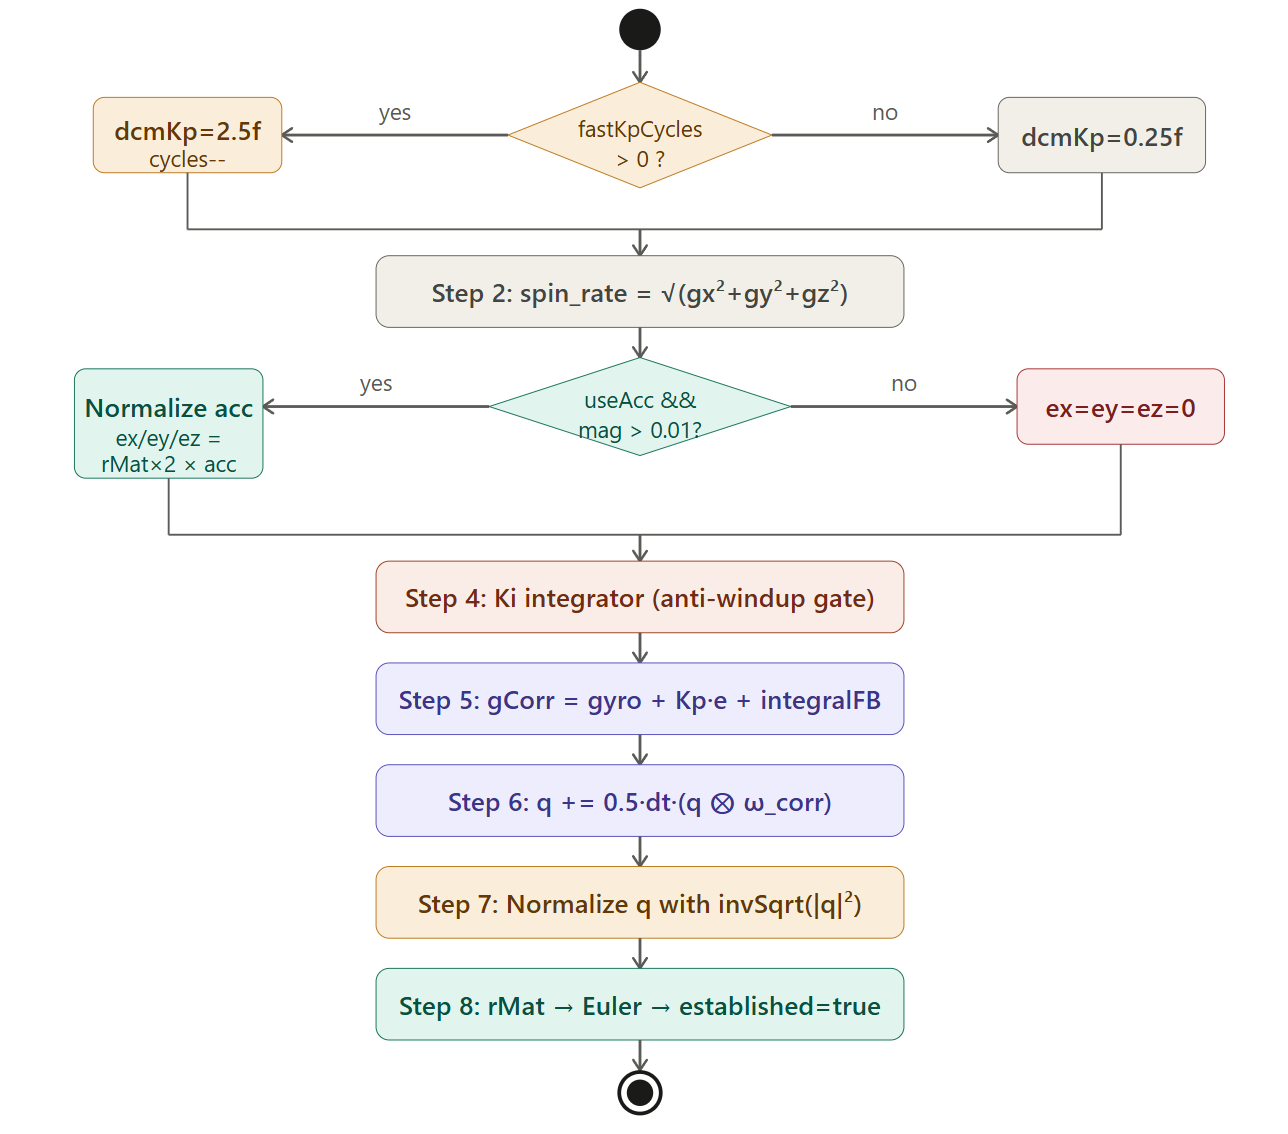 fastKpCycles
> 0 ?
yes
no
dcmKp=2.5f
cycles--
dcmKp=0.25f
Step 2: spin_rate = √(gx²+gy²+gz²)
useAcc &&
mag > 0.01?
yes
no
Normalize acc
ex/ey/ez =
rMat×2 × acc
ex=ey=ez=0
Step 4: Ki integrator (anti-windup gate)
Step 5: gCorr = gyro + Kp·e + integralFB
Step 6: q += 0.5·dt·(q ⊗ ω_corr)
Step 7: Normalize q with invSqrt(|q|²)
Step 8: rMat → Euler → established=true